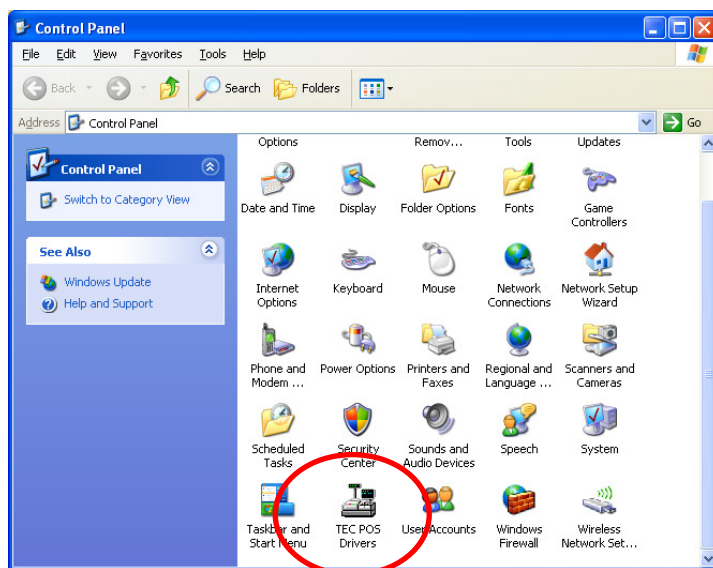 Control Panel
File Edit View Favorites Tools Help
Back Search Folders
Address Control Panel Go
Control Panel
Switch to Category View
See Also
Windows Update
Help and Support
Options Remov... Tools Updates
Date and Time Display Folder Options Fonts Game
Controllers
Internet Keyboard Mouse Network Network Setup
Options Connections Wizard
Phone and Power Options Printers and Regional and Scanners and
Modem ... Faxes Language ... Cameras
Scheduled Security Sounds and Speech System
Tasks Center Audio Devices
Taskbar and TEC POS User Accounts Windows Wireless
Start Menu Drivers Firewall Network Set...